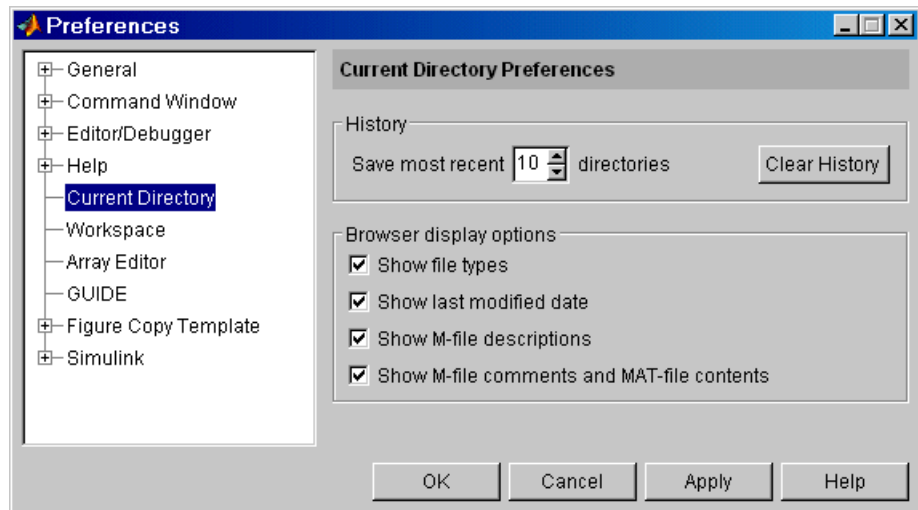 Preferences
General
Command Window
Editor/Debugger
Help
Current Directory
Workspace
Array Editor
GUIDE
Figure Copy Template
Simulink
Current Directory Preferences
History
Save most recent 10 directories Clear History
Browser display options
Show file types
Show last modified date
Show M-file descriptions
Show M-file comments and MAT-file contents
OK Cancel Apply Help